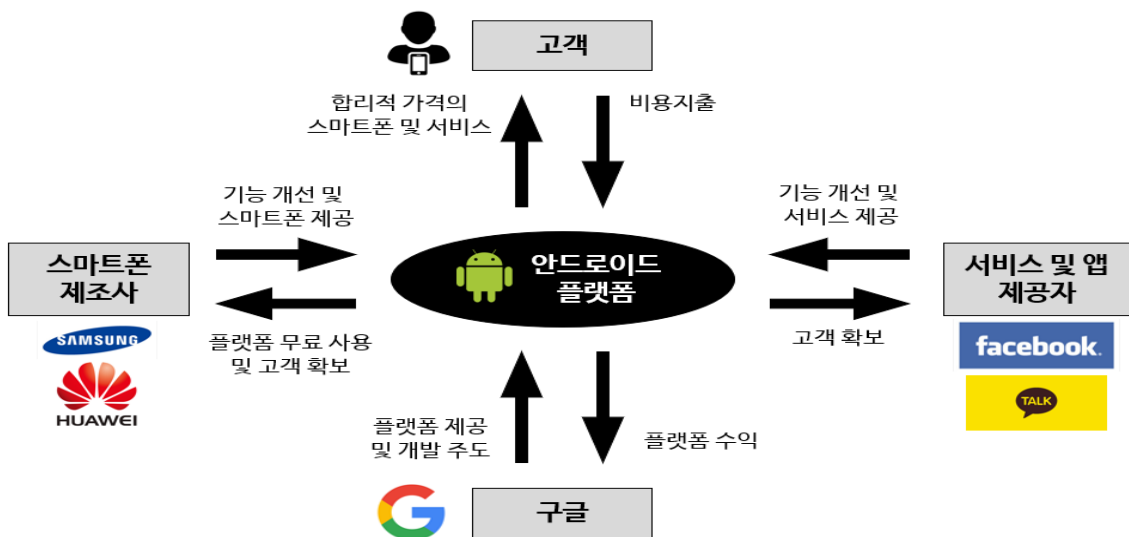 고객
합리적 가격의
스마트폰 및 서비스
비용지출
기능 개선 및
스마트폰 제공
기능 개선 및
서비스 제공
스마트폰
제조사
안드로이드
플랫폼
서비스 및 앱
제공자
SAMSUNG
HUAWEI
플랫폼 무료 사용
및 고객 확보
고객 확보
facebook.
TALK
플랫폼 제공
및 개발 주도
플랫폼 수익
구글